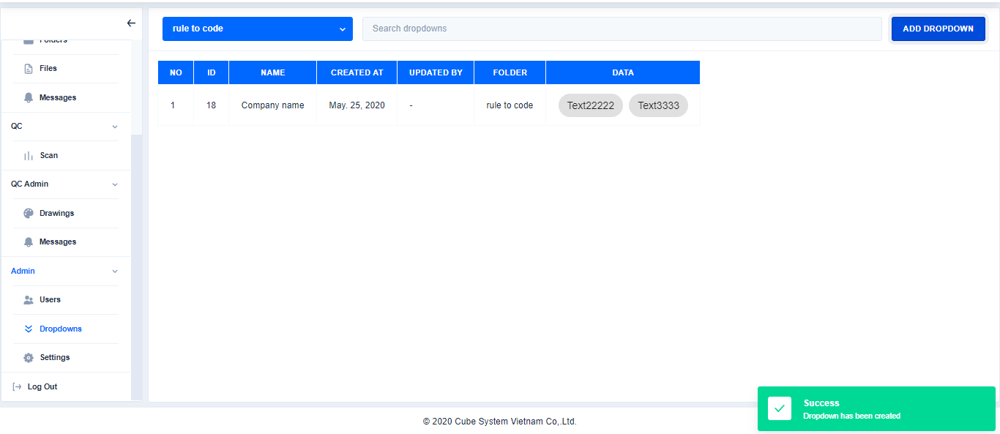 rule to code
Search dropdowns
ADD DROPDOWN
Folders
Files
Messages
QC
Scan
QC Admin
Drawings
Messages
Admin
Users
Dropdowns
Settings
Log Out
NO ID NAME CREATED AT UPDATED BY FOLDER DATA
1 18 Company name May. 25, 2020 - rule to code Text22222 Text3333
Success
Dropdown has been created
© 2020 Cube System Vietnam Co,.Ltd.